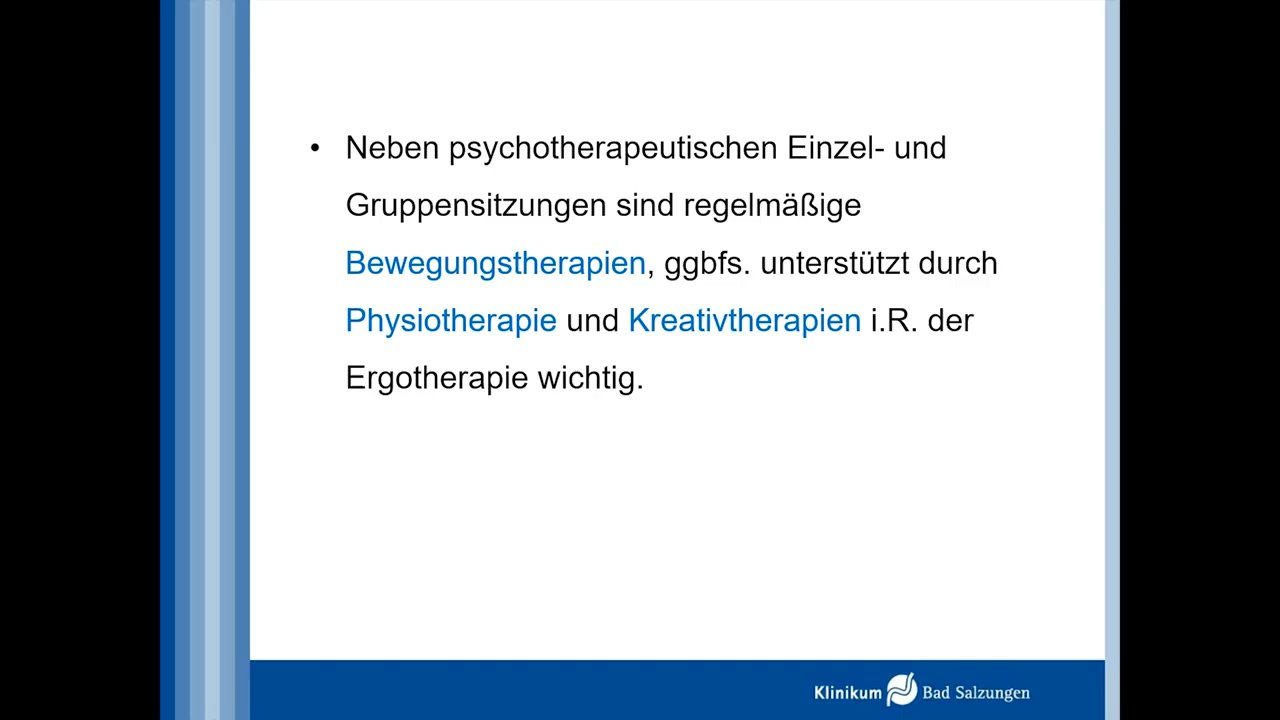 • Neben psychotherapeutischen Einzel- und
Gruppensitzungen sind regelmäßige
Bewegungstherapien, ggbfs. unterstützt durch
Physiotherapie und Kreativtherapien i.R. der
Ergotherapie wichtig.
Klinikum Bad Salzungen